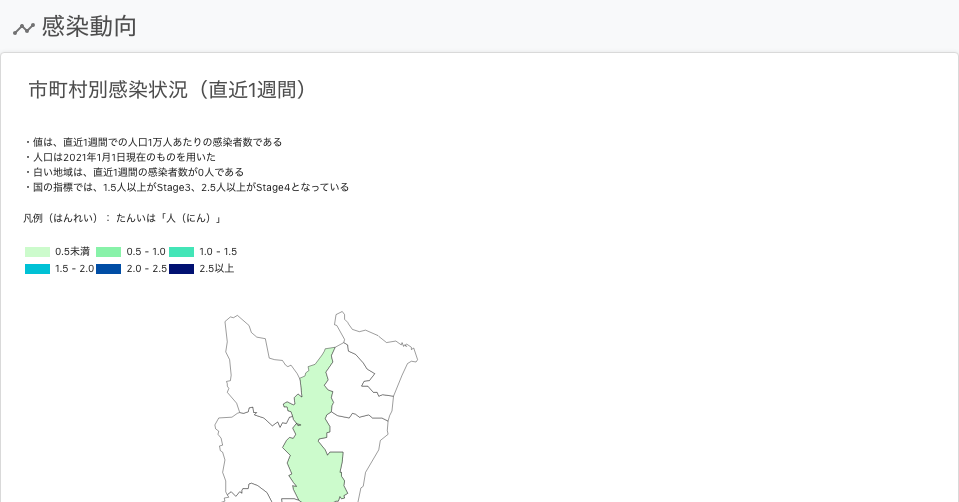 感染動向
市町村別感染状況（直近1週間）
・値は、直近1週間での人口1万人あたりの感染者数である
・人口は2021年1月1日現在のものを用いた
・白い地域は、直近1週間の感染者数が0人である
・国の指標では、1.5人以上がStage3、2.5人以上がStage4となっている
凡例（はんれい）： たんいは「人（にん）」
0.5未満 0.5 - 1.0 1.0 - 1.5
1.5 - 2.0 2.0 - 2.5 2.5以上